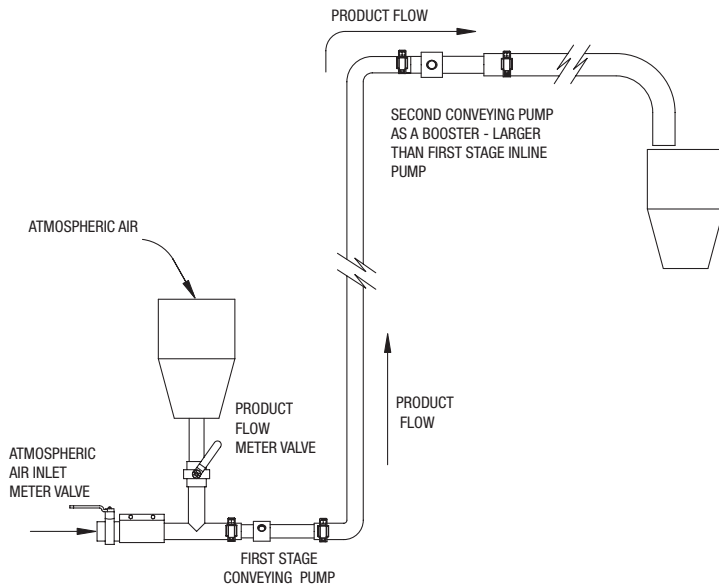 PRODUCT FLOW
SECOND CONVEYING PUMP
AS A BOOSTER - LARGER
THAN FIRST STAGE INLINE
PUMP
ATMOSPHERIC AIR
PRODUCT
FLOW
METER VALVE
PRODUCT
FLOW
ATMOSPHERIC
AIR INLET
METER VALVE
FIRST STAGE
CONVEYING PUMP